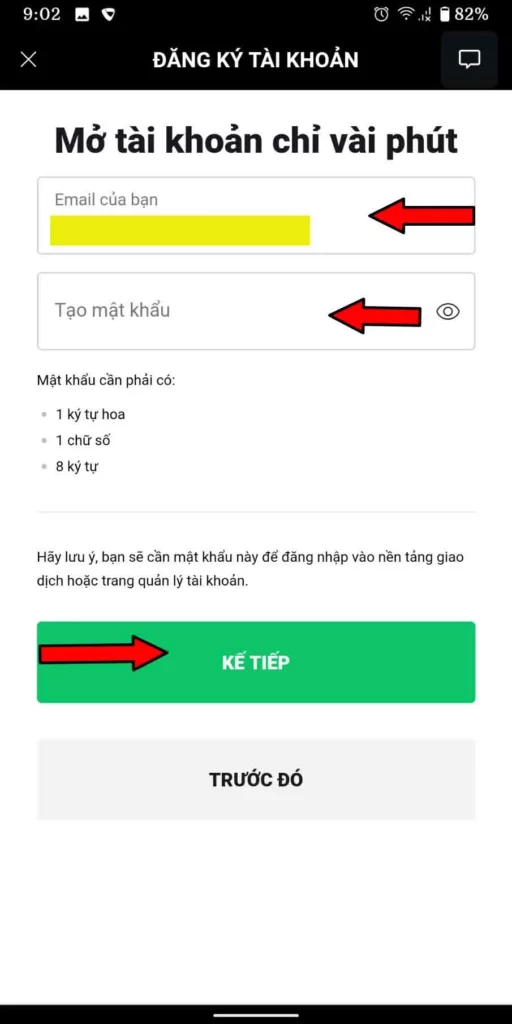 9:02
82%
ĐĂNG KÝ TÀI KHOẢN
Mở tài khoản chỉ vài phút
Email của bạn
Tạo mật khẩu
Mật khẩu cần phải có:
1 ký tự hoa
1 chữ số
8 ký tự
Hãy lưu ý, bạn sẽ cần mật khẩu này để đăng nhập vào nền tảng giao
dịch hoặc trang quản lý tài khoản.
KẾ TIẾP
TRƯỚC ĐÓ